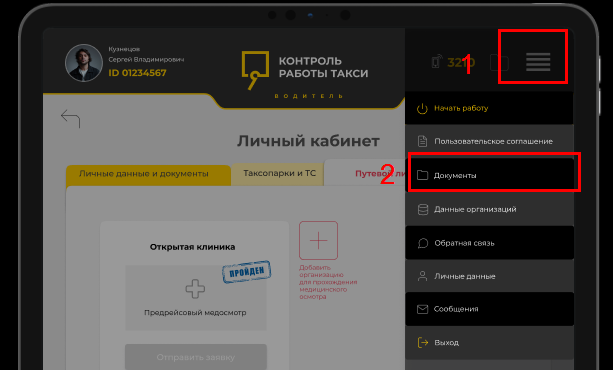 Кузнецов
Сергей Владимирович
ID 01234567
КОНТРОЛЬ
РАБОТЫ ТАКСИ
ВОДИТЕЛЬ
3210
1
Начать работу
Пользовательское соглашение
2
Документы
Данные организаций
Обратная связь
Личные данные
Сообщения
Выход
Личный кабинет
Личные данные и документы
Таксопарки и ТС
Путевой ли
Открытая клиника
ПРОЙДЕН
Предрейсовый медосмотр
Отправить заявку
Добавить
организацию
для прохождения
медицинского
осмотра